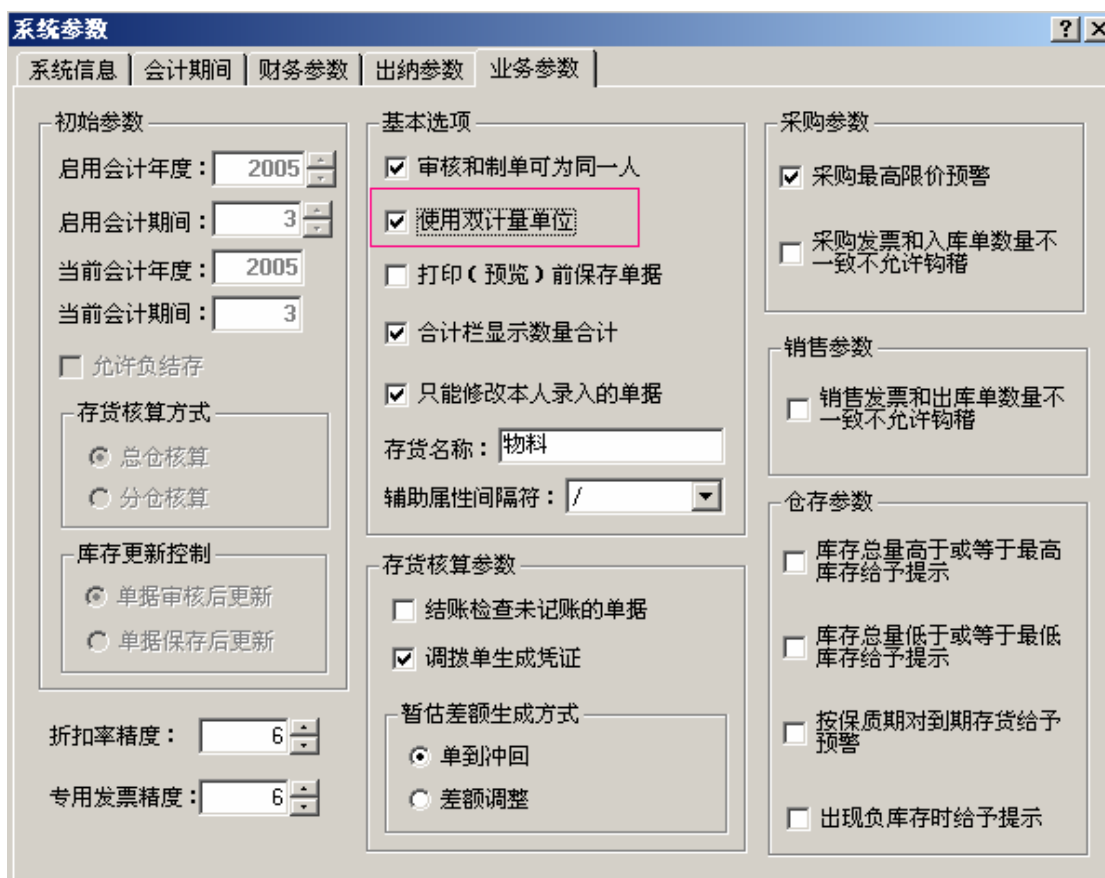 系统参数
系统信息 会计期间 财务参数 出纳参数 业务参数
初始参数
启用会计年度： 2005
启用会计期间： 3
当前会计年度： 2005
当前会计期间： 3
允许负结存
存货核算方式
总仓核算
分仓核算
库存更新控制
单据审核后更新
单据保存后更新
折扣率精度： 6
专用发票精度： 6
基本选项
审核和制单可为同一人
使用双计量单位
打印（预览）前保存单据
合计栏显示数量合计
只能修改本人录入的单据
存货名称： 物料
辅助属性间隔符： /
存货核算参数
结账检查未记账的单据
调拨单生成凭证
暂估差额生成方式
单到冲回
差额调整
采购参数
采购最高限价预警
采购发票和入库单数量不
一致不允许钩稽
销售参数
销售发票和出库单数量不
一致不允许钩稽
仓存参数
库存总量高于或等于最高
库存给予提示
库存总量低于或等于最低
库存给予提示
按保质期对到期存货给予
预警
出现负库存时给予提示